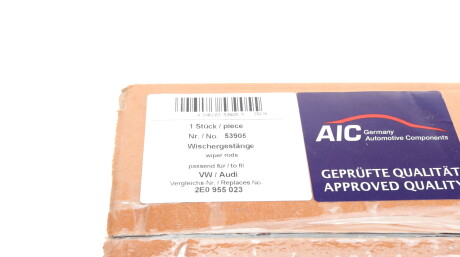 1 Stück / piece
Nr. / No. 53905
Wischergestänge
wiper rods
passend für / to fit
VW / Audi
Vergleichs-Nr. / Replaces No.
2E0 955 023
AIC Germany
Automotive Components
GEPRÜFTE QUALITÄT
APPROVED QUALITY